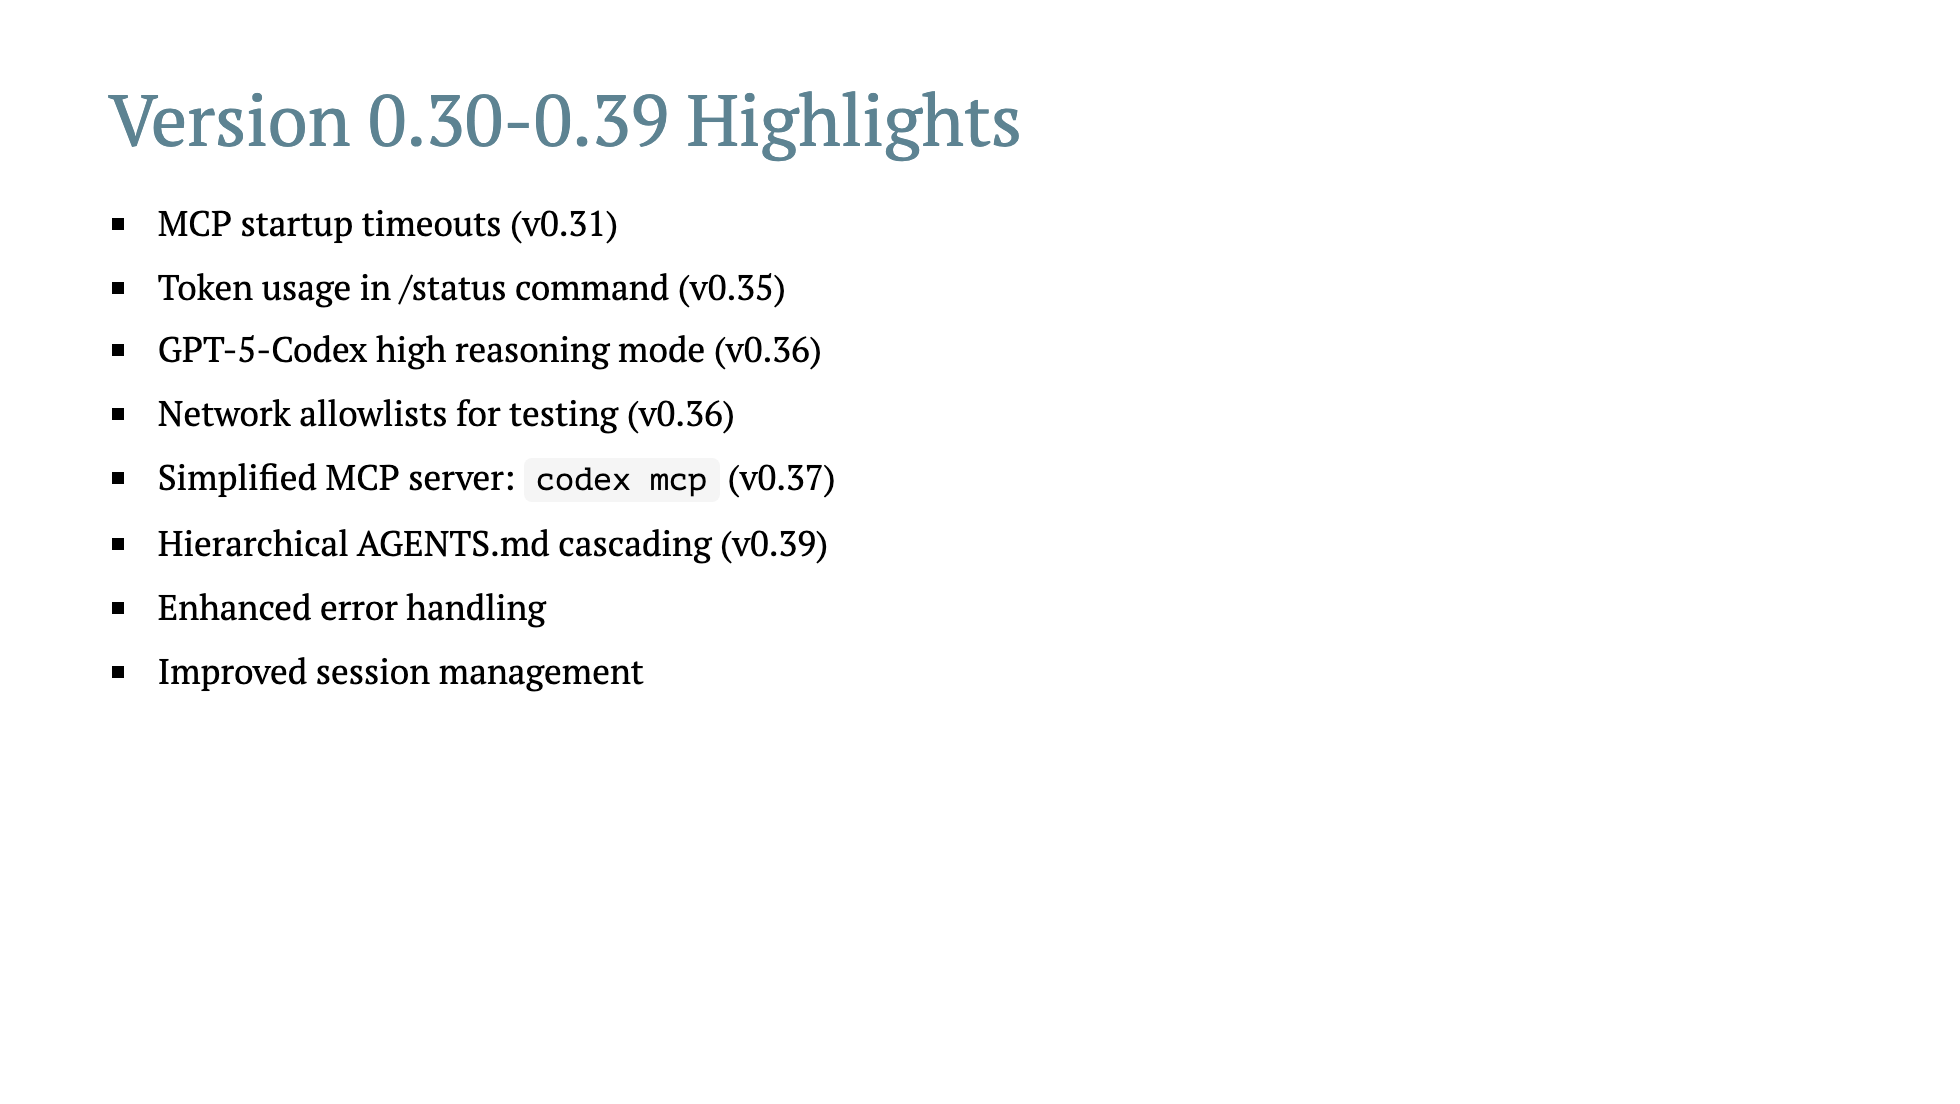 Version 0.30-0.39 Highlights
MCP startup timeouts (v0.31)
Token usage in /status command (v0.35)
GPT-5-Codex high reasoning mode (v0.36)
Network allowlists for testing (v0.36)
Simplified MCP server: codex mcp (v0.37)
Hierarchical AGENTS.md cascading (v0.39)
Enhanced error handling
Improved session management